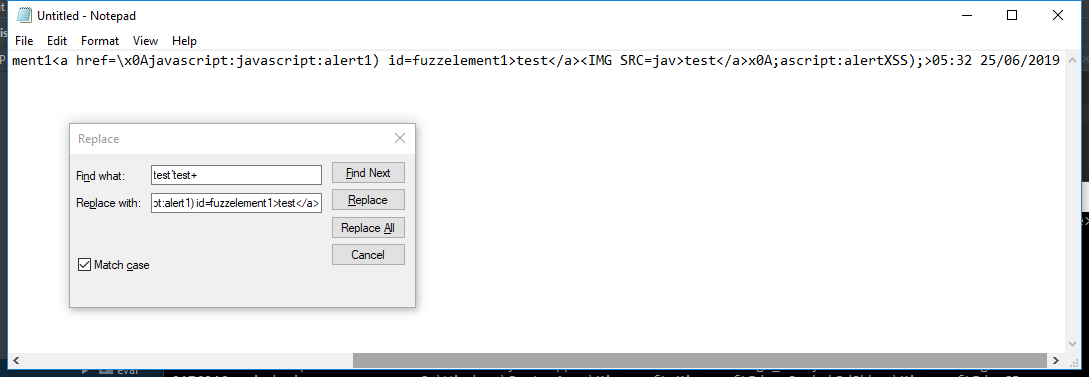 Untitled - Notepad
File Edit Format View Help
ment1<a href=\x0Ajavascript:javascript:alert1) id=fuzzelement1>test</a><IMG SRC=jav>test</a>x0A;ascript:alertXSS);>05:32 25/06/2019
Replace
Find what: test`test+ Find Next
Replace with: pt:alert1) id=fuzzelement1>test</a> Replace
Replace All
Cancel
Match case
eval